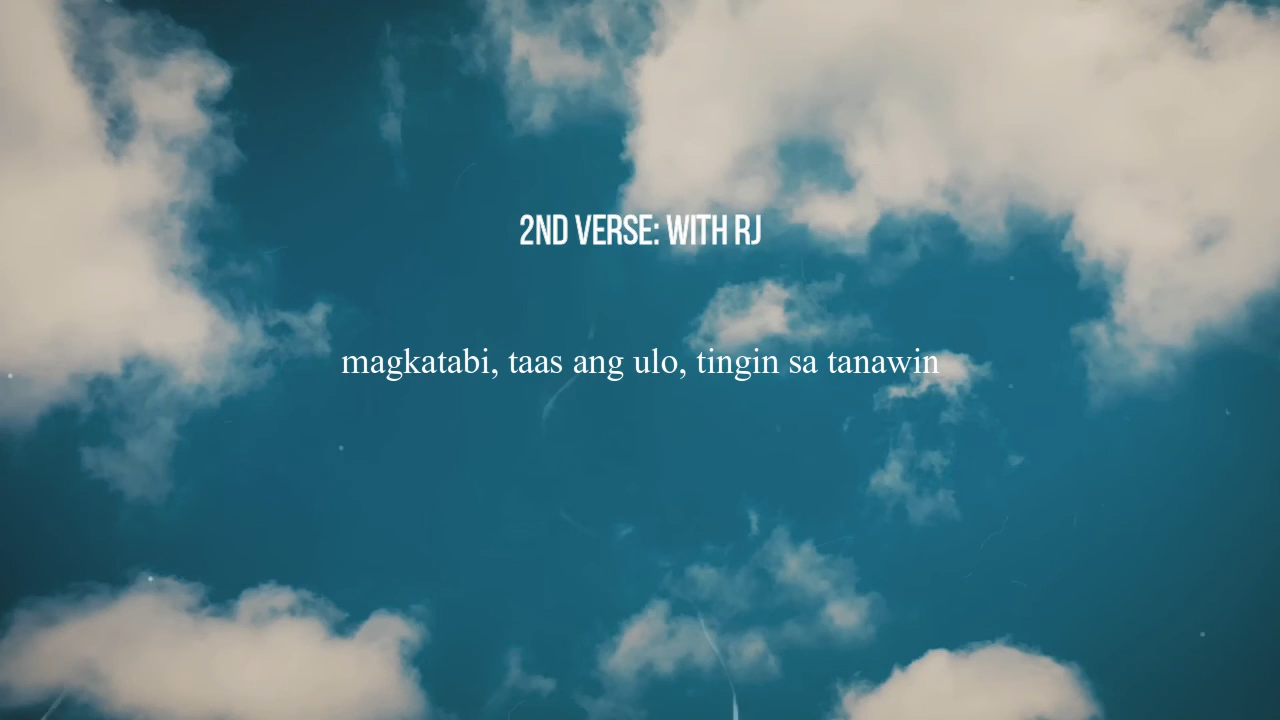 2ND VERSE: WITH RJ
magkatabi, taas ang ulo, tingin sa tanawin